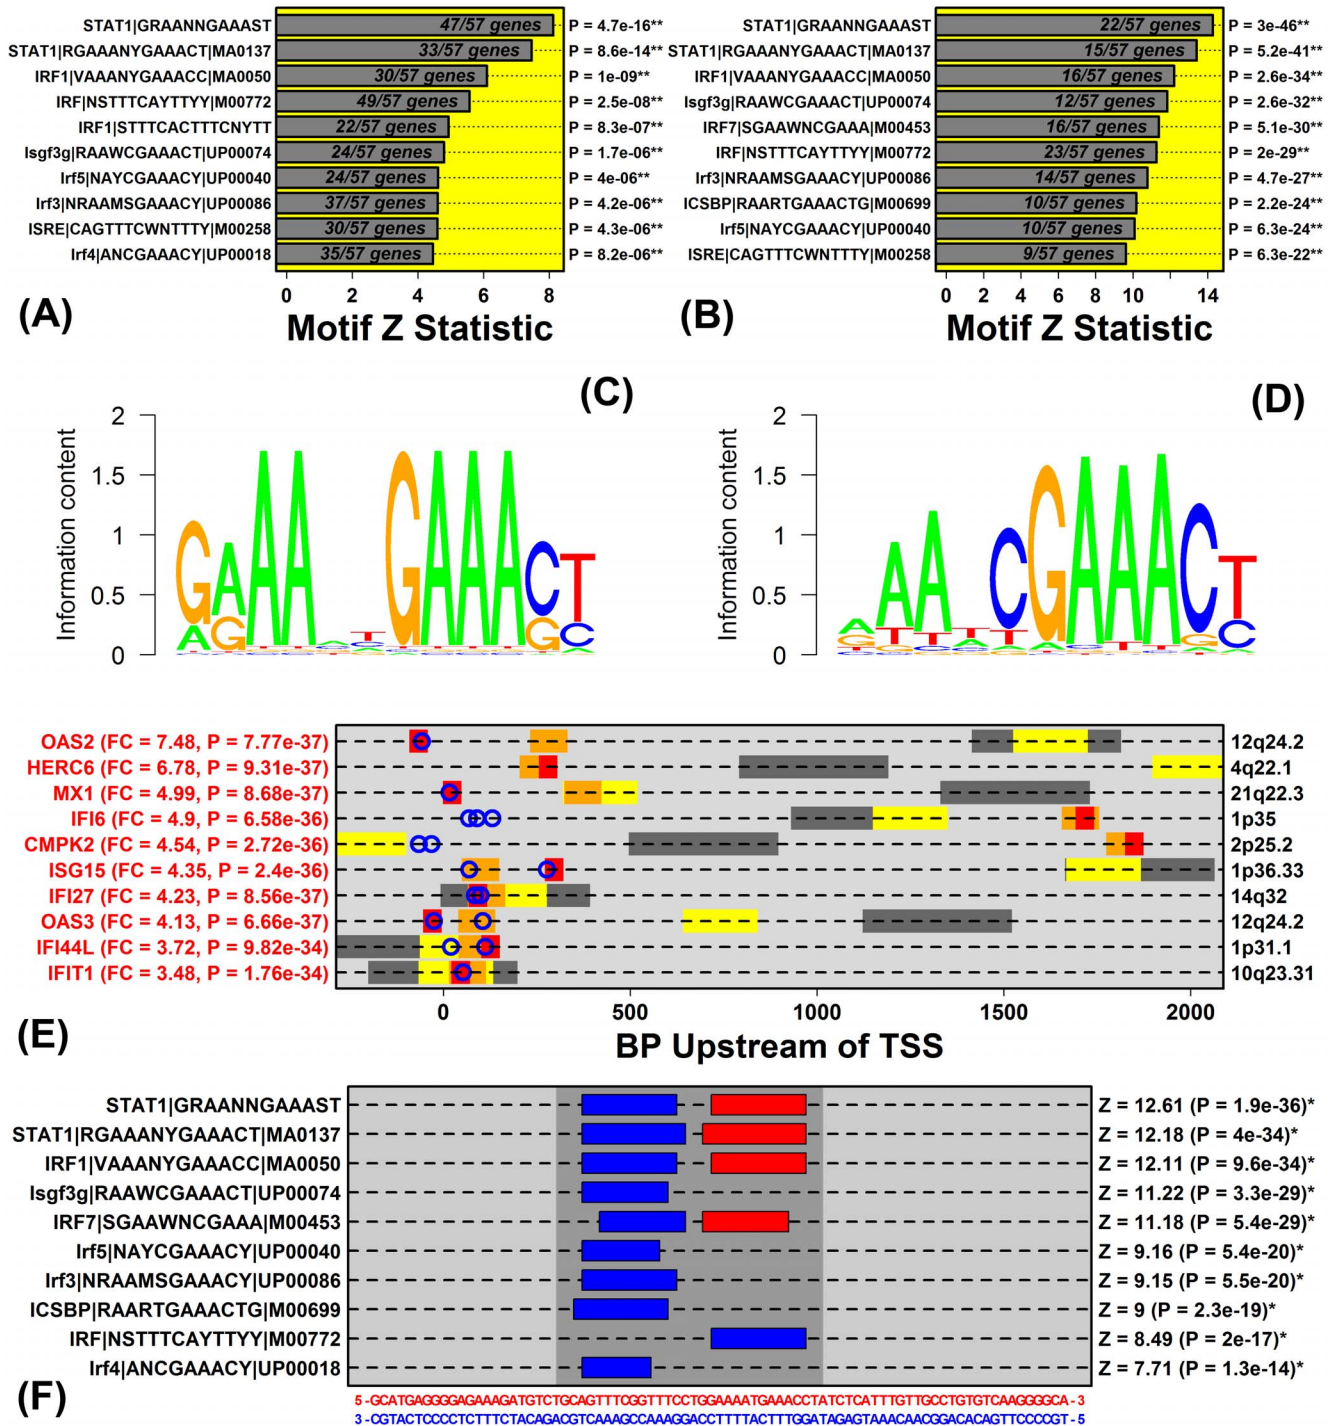 STAT1|GRAANNGAAAST 47/57 genes P = 4.7e-16**
STAT1|RGAAANYGAAACT|MA0137 33/57 genes P = 8.6e-14**
IRF1|VAAANYGAAACC|MA0050 30/57 genes P = 1e-09**
IRF|NSTTTCAYTTYY|M00772 49/57 genes P = 2.5e-08**
IRF1|STTTCACTTTCNYTT 22/57 genes P = 8.3e-07**
Isgf3g|RAAWCGAAACT|UP00074 24/57 genes P = 1.7e-06**
Irf5|NAYCGAAACY|UP00040 24/57 genes P = 4e-06**
Irf3|NRAAMSGAAACY|UP00086 37/57 genes P = 4.2e-06**
ISRE|CAGTTTCWNTTTY|M00258 30/57 genes P = 4.3e-06**
Irf4|ANCGAAACY|UP00018 35/57 genes P = 8.2e-06**
0 2 4 6 8
(A) Motif Z Statistic
STAT1|GRAANNGAAAST 22/57 genes P = 3e-46**
STAT1|RGAAANYGAAACT|MA0137 15/57 genes P = 5.2e-41**
IRF1|VAAANYGAAACC|MA0050 16/57 genes P = 2.6e-34**
Isgf3g|RAAWCGAAACT|UP00074 12/57 genes P = 2.6e-32**
IRF7|SGAAWNCGAAA|M00453 16/57 genes P = 5.1e-30**
IRF|NSTTTCAYTTYY|M00772 23/57 genes P = 2e-29**
Irf3|NRAAMSGAAACY|UP00086 14/57 genes P = 4.7e-27**
ICSBP|RAARTGAAACTG|M00699 10/57 genes P = 2.2e-24**
Irf5|NAYCGAAACY|UP00040 10/57 genes P = 6.3e-24**
ISRE|CAGTTTCWNTTTY|M00258 9/57 genes P = 6.3e-22**
0 2 4 6 8 10 14
(B) Motif Z Statistic
(C)
Information content
2
1.5
1
0.5
0
GAAA GAAACT
AG GC
(D)
Information content
2
1.5
1
0.5
0
AA CGAAACT
OAS2 (FC = 7.48, P = 7.77e-37) 12q24.2
HERC6 (FC = 6.78, P = 9.31e-37) 4q22.1
MX1 (FC = 4.99, P = 8.68e-37) 21q22.3
IFI6 (FC = 4.9, P = 6.58e-36) 1p35
CMPK2 (FC = 4.54, P = 2.72e-36) 2p25.2
ISG15 (FC = 4.35, P = 2.4e-36) 1p36.33
IFI27 (FC = 4.23, P = 8.56e-37) 14q32
OAS3 (FC = 4.13, P = 6.66e-37) 12q24.2
IFI44L (FC = 3.72, P = 9.82e-34) 1p31.1
IFIT1 (FC = 3.48, P = 1.76e-34) 10q23.31
0 500 1000 1500 2000
(E) BP Upstream of TSS
STAT1|GRAANNGAAAST Z = 12.61 (P = 1.9e-36)*
STAT1|RGAAANYGAAACT|MA0137 Z = 12.18 (P = 4e-34)*
IRF1|VAAANYGAAACC|MA0050 Z = 12.11 (P = 9.6e-34)*
Isgf3g|RAAWCGAAACT|UP00074 Z = 11.22 (P = 3.3e-29)*
IRF7|SGAAWNCGAAA|M00453 Z = 11.18 (P = 5.4e-29)*
Irf5|NAYCGAAACY|UP00040 Z = 9.16 (P = 5.4e-20)*
Irf3|NRAAMSGAAACY|UP00086 Z = 9.15 (P = 5.5e-20)*
ICSBP|RAARTGAAACTG|M00699 Z = 9 (P = 2.3e-19)*
IRF|NSTTTCAYTTYY|M00772 Z = 8.49 (P = 2e-17)*
Irf4|ANCGAAACY|UP00018 Z = 7.71 (P = 1.3e-14)*
(F)
5-GCATGAGGGGAGAAAGATGTCTGCAGTTTCGGTTTCCTGGAAAATGAAACCTATCTCATTTGTTGCCTGTGTCAAGGGGCA-3
3-CGTACTCCCCTCTTTCTACAGACGTCAAAGCCAAAGGACCTTTTACTTTGGATAGAGTAAACAACGGACACAGTTCCCCGT-5